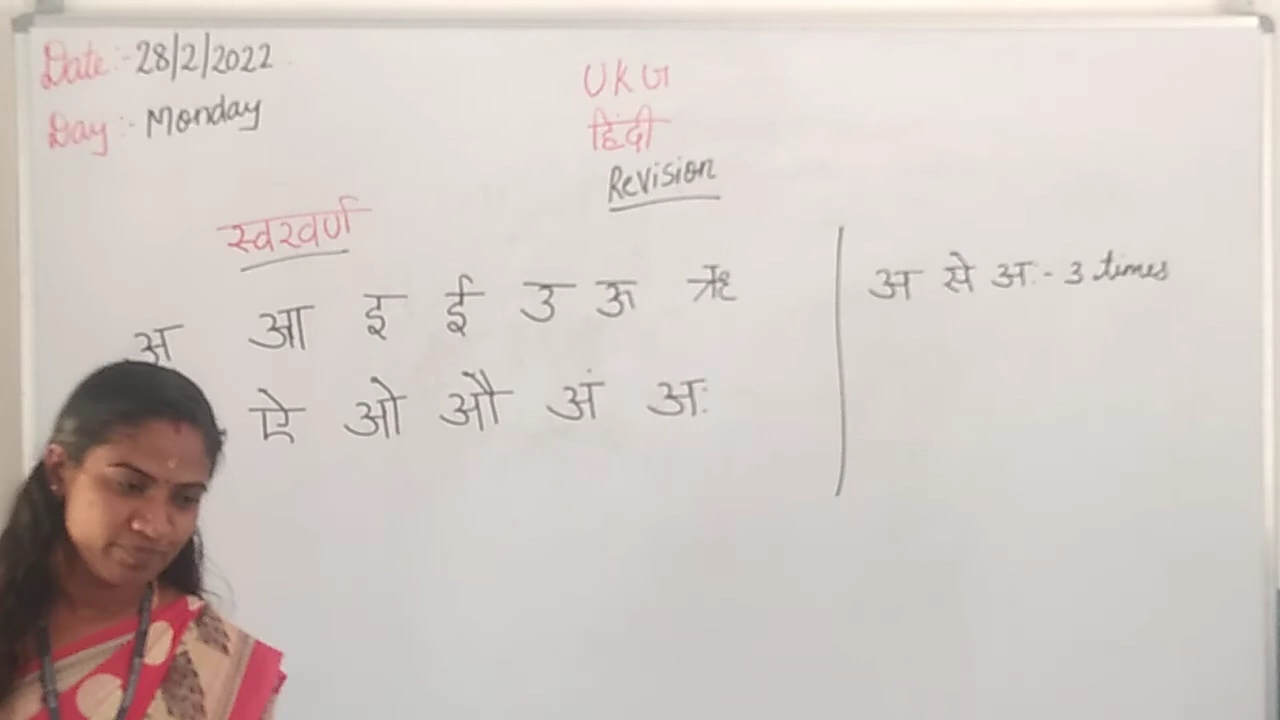 Date:- 28/2/2022
Day:- Monday
UKG
हिंदी
Revision
स्वरवर्ण
अ आ इ ई उ ऊ ऋ
ऐ ओ औ अं अः
अ से अः - 3 times